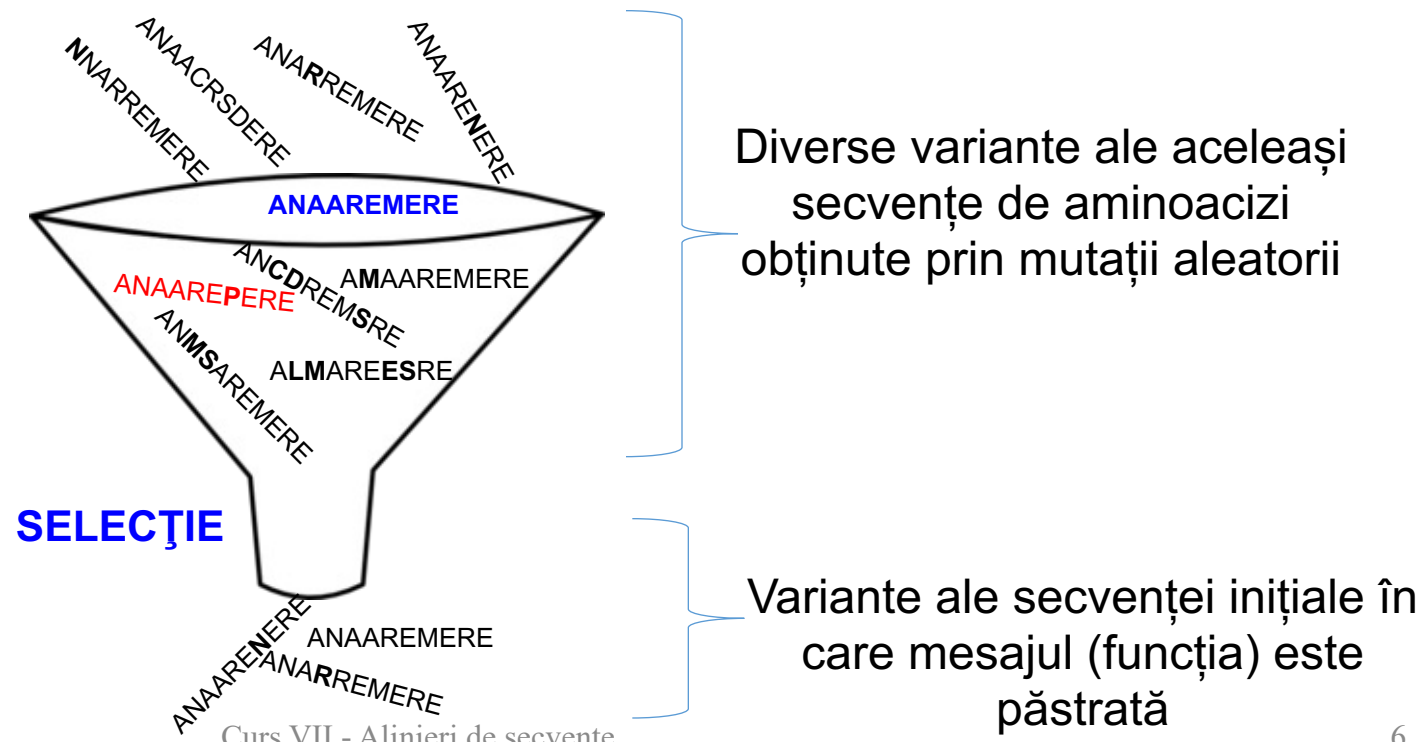 NNARREMERE
ANAACRSDERE
ANARREMERE
ANAARENERE
ANAAREMERE
ANCDREMSRE
AMAAREMERE
ANAAREPERE
ANMSAREMERE
ALMAREESRE
Diverse variante ale aceleași
secvențe de aminoacizi
obținute prin mutații aleatorii
SELECŢIE
ANAARENERE
ANAAREMERE
ANARREMERE
Variante ale secvenței inițiale în
care mesajul (funcția) este
păstrată
Curs VII - Alinieri de secvente
6